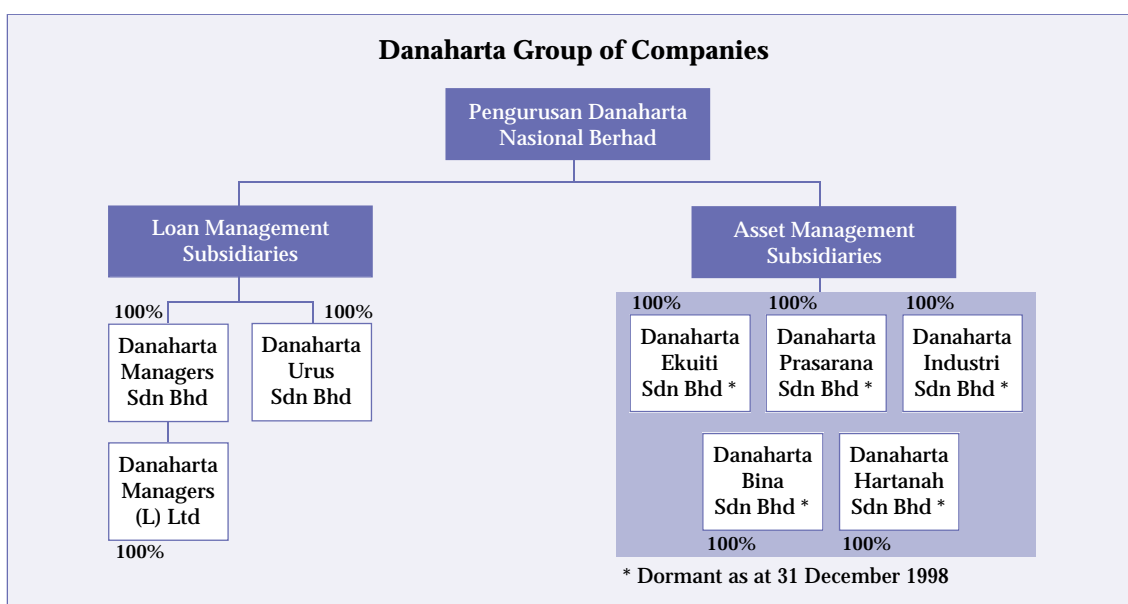 Danaharta Group of Companies
Pengurusan Danaharta
Nasional Berhad
Loan Management
Subsidiaries
100%
Danaharta
Managers
Sdn Bhd
100%
Danaharta
Urus
Sdn Bhd
Danaharta
Managers
(L) Ltd
100%
Asset Management
Subsidiaries
100%
Danaharta
Ekuiti
Sdn Bhd *
100%
Danaharta
Prasarana
Sdn Bhd *
100%
Danaharta
Industri
Sdn Bhd *
Danaharta
Bina
Sdn Bhd *
100%
Danaharta
Hartanah
Sdn Bhd *
100%
* Dormant as at 31 December 1998